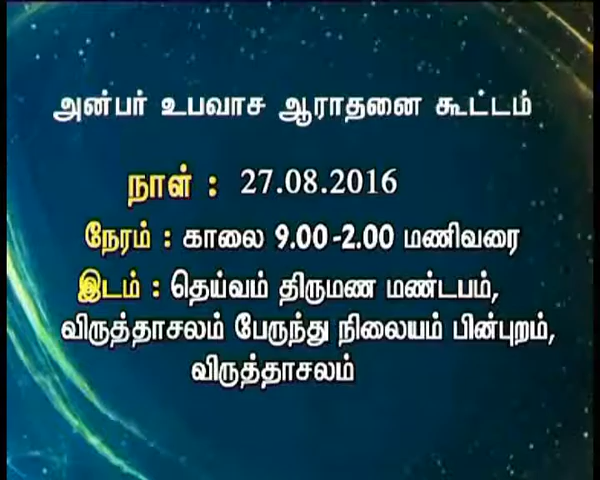 அன்பர் உபவாச ஆராதனை கூட்டம்
நாள் : 27.08.2016
நேரம் : காலை 9.00-2.00 மணிவரை
இடம் : தெய்வம் திருமண மண்டபம்,
விருத்தாசலம் பேருந்து நிலையம் பின்புறம்,
விருத்தாசலம்